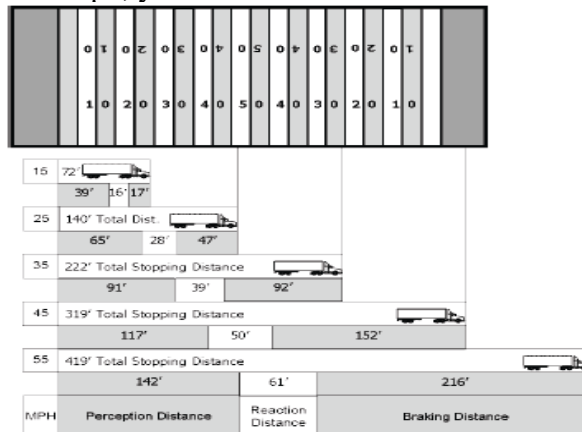 0 1 0 2 0 3 0 4 0 5 0 4 0 3 0 2 0 1
1 0 2 0 3 0 4 0 5 0 4 0 3 0 2 0 1 0
15 72′
39′ 16′ 17′
25 140′ Total Dist.
65′ 28′ 47′
35 222′ Total Stopping Distance
91′ 39′ 92′
45 319′ Total Stopping Distance
117′ 50′ 152′
55 419′ Total Stopping Distance
142′ 61′ 216′
MPH Perception Distance Reaction Distance Braking Distance